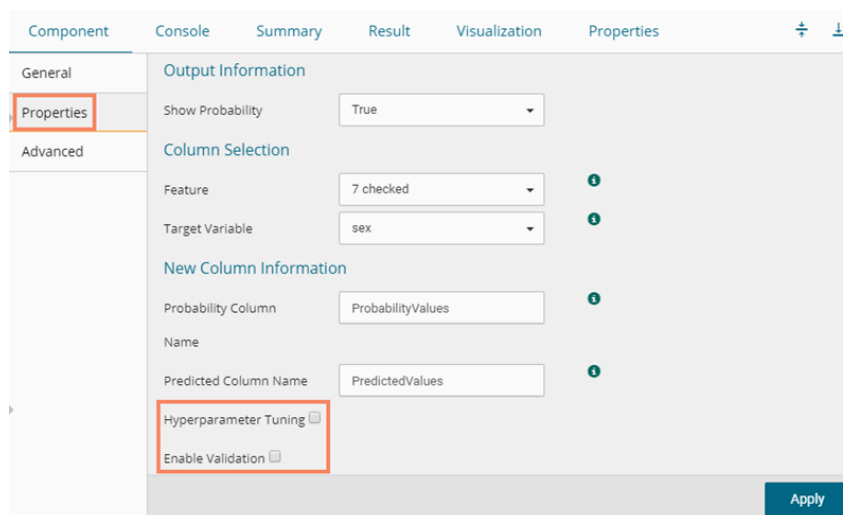 Component Console Summary Result Visualization Properties
General
Properties
Advanced
Output Information
Show Probability True
Column Selection
Feature 7 checked
Target Variable sex
New Column Information
Probability Column Name ProbabilityValues
Predicted Column Name PredictedValues
Hyperparameter Tuning
Enable Validation
Apply